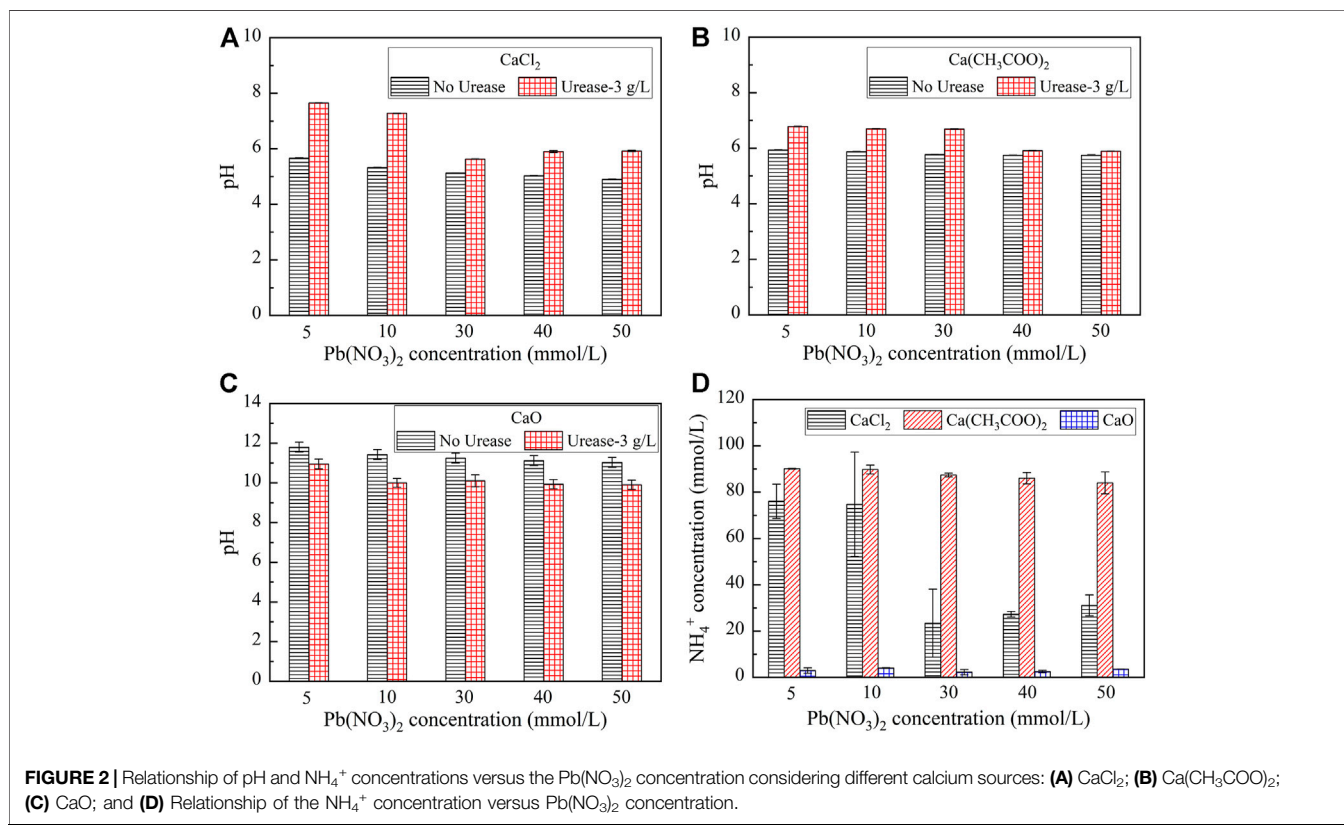 A
10
8
6
4
2
0
pH
CaCl₂
No Urease
Urease-3 g/L
5 10 30 40 50
Pb(NO₃)₂ concentration (mmol/L)
B
10
8
6
4
2
0
pH
Ca(CH₃COO)₂
No Urease
Urease-3 g/L
5 10 30 40 50
Pb(NO₃)₂ concentration (mmol/L)
C
14
12
10
8
6
4
2
0
pH
CaO
No Urease
Urease-3 g/L
5 10 30 40 50
Pb(NO₃)₂ concentration (mmol/L)
D
120
100
80
60
40
20
0
NH₄⁺ concentration (mmol/L)
CaCl₂ Ca(CH₃COO)₂ CaO
5 10 30 40 50
Pb(NO₃)₂ concentration (mmol/L)
FIGURE 2 | Relationship of pH and NH₄⁺ concentrations versus the Pb(NO₃)₂ concentration considering different calcium sources: (A) CaCl₂; (B) Ca(CH₃COO)₂;
(C) CaO; and (D) Relationship of the NH₄⁺ concentration versus Pb(NO₃)₂ concentration.